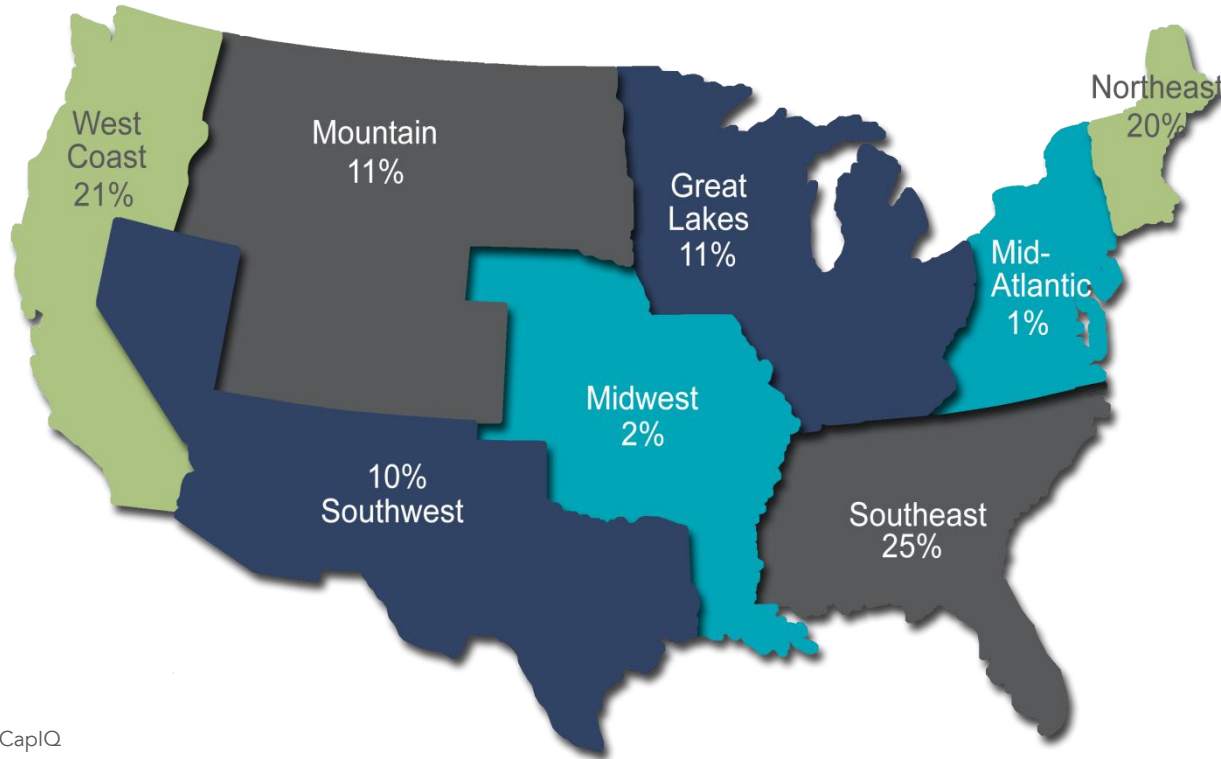 West
Coast
21%
Mountain
11%
Great
Lakes
11%
Northeast
20%
Mid-
Atlantic
1%
Midwest
2%
10%
Southwest
Southeast
25%
CapIQ